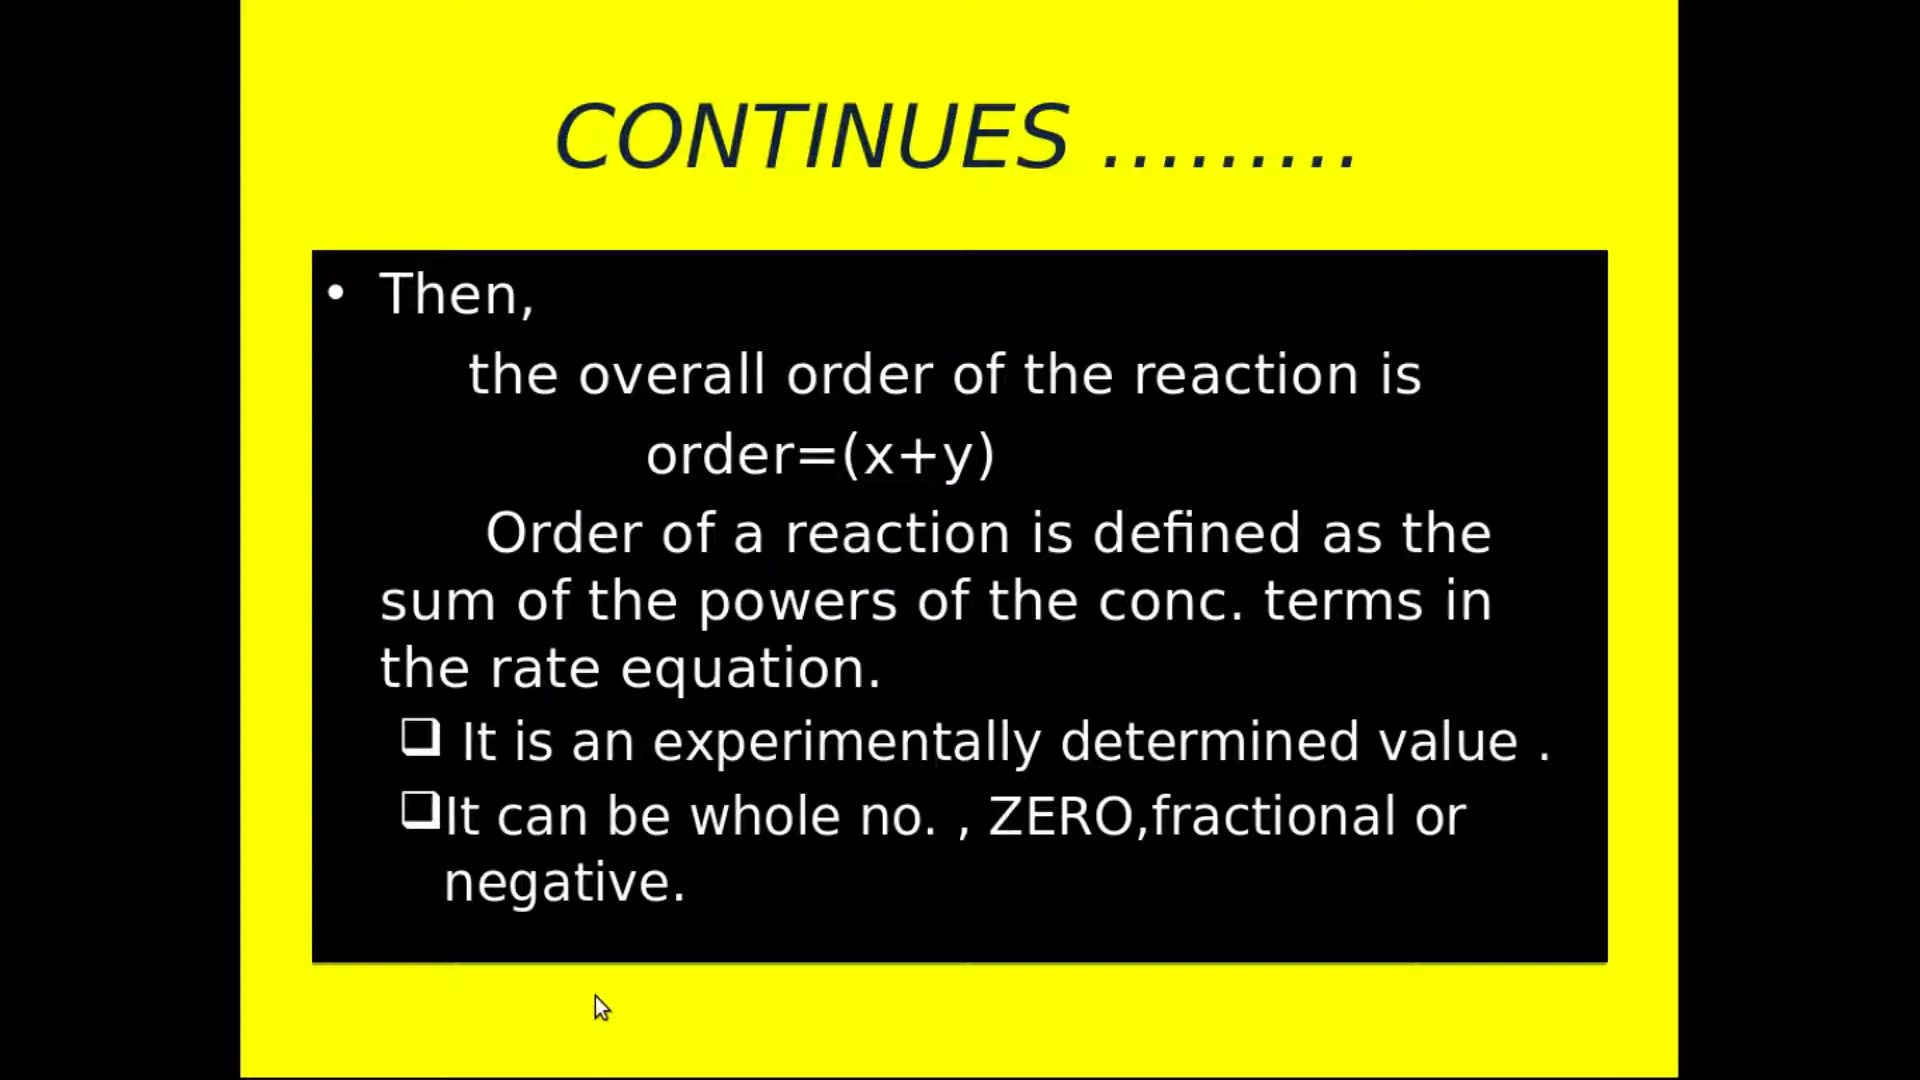 CONTINUES .........
• Then,
the overall order of the reaction is
order=(x+y)
Order of a reaction is defined as the
sum of the powers of the conc. terms in
the rate equation.
❑ It is an experimentally determined value .
❑It can be whole no. , ZERO,fractional or
negative.